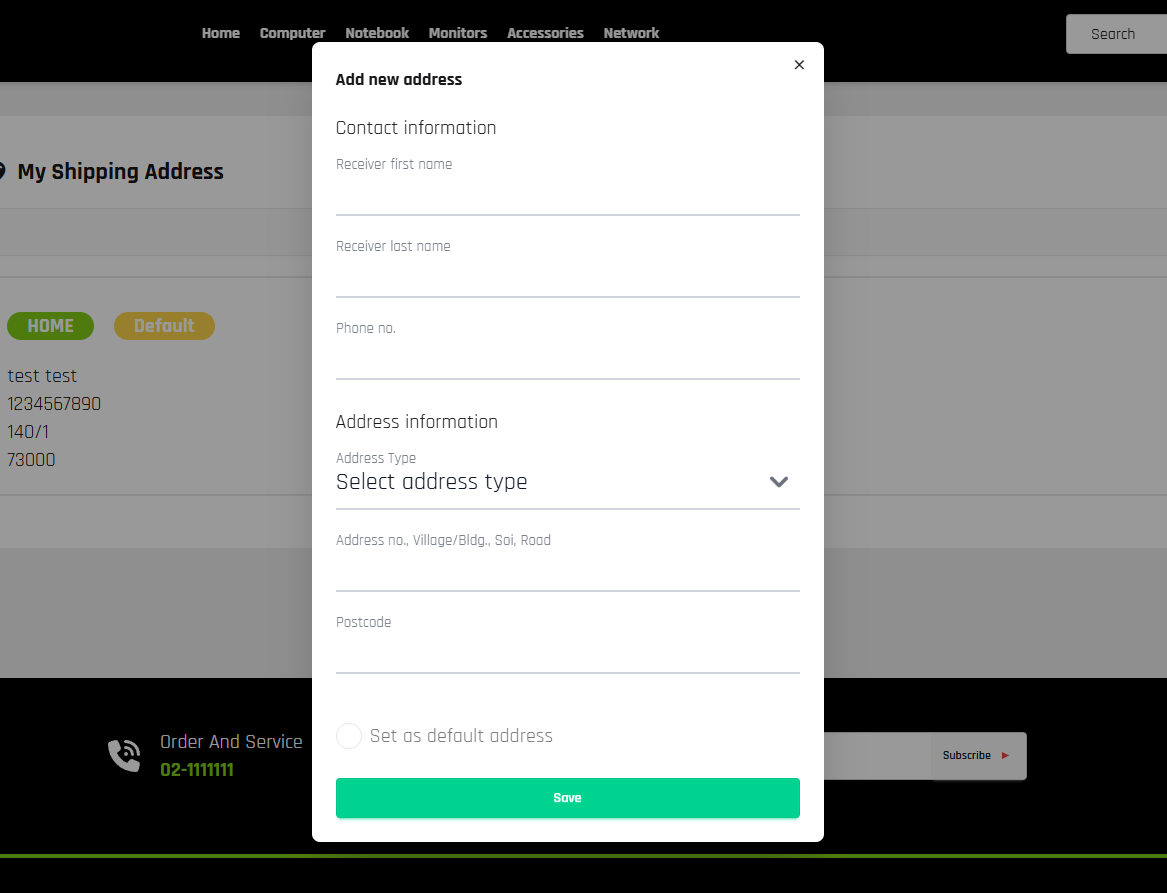 Home Computer Notebook Monitors Accessories Network
Search
My Shipping Address
HOME Default
test test
1234567890
140/1
73000
Add new address
Contact information
Receiver first name
Receiver last name
Phone no.
Address information
Address Type
Select address type
Address no., Village/Bldg., Soi, Road
Postcode
Set as default address
Save
Order And Service
02-1111111
Subscribe